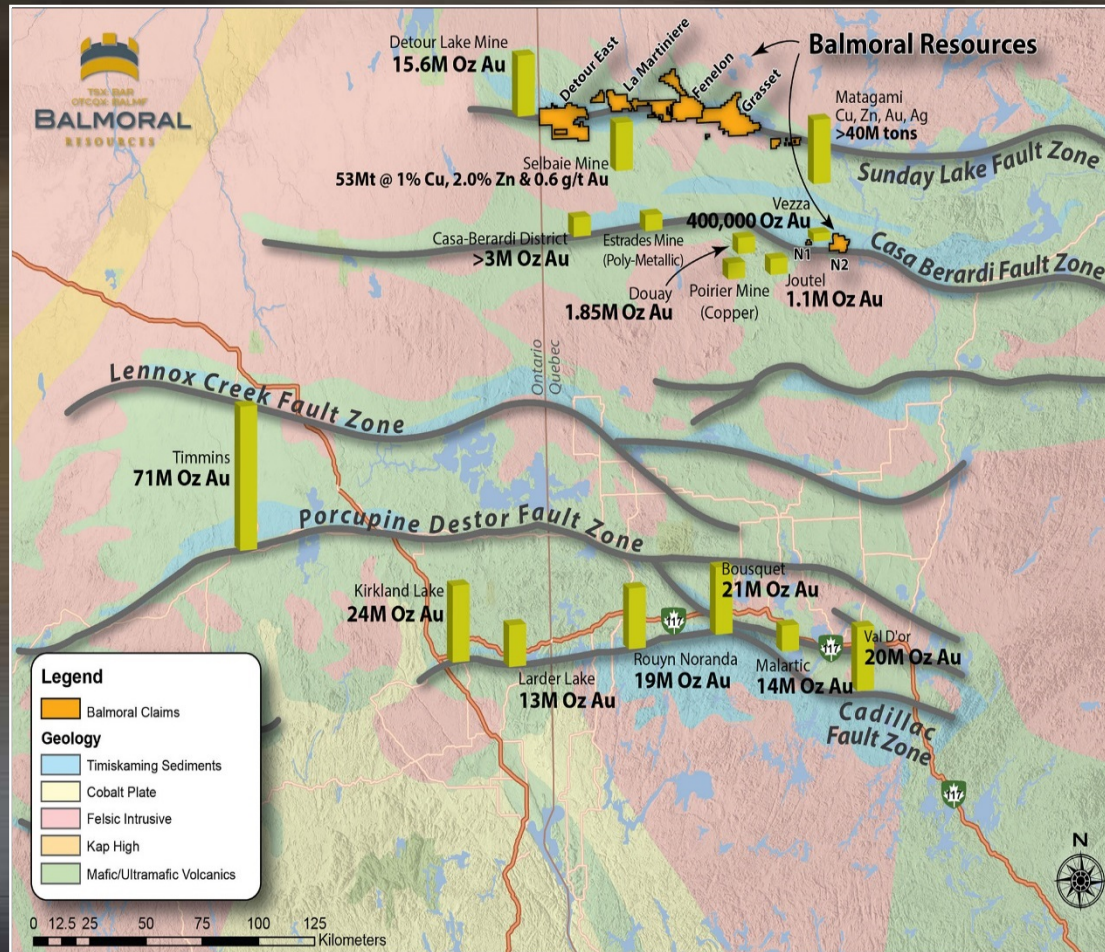 TSX BAR
OTCQX BALMF
BALMORAL
RESOURCES
Balmoral Resources
Detour Lake Mine
15.6M Oz Au
Detour East
La Martiniere
Fenelon
Grasset
Matagami
Cu, Zn, Au, Ag
>40M tons
Selbaie Mine
53Mt @ 1% Cu, 2.0% Zn & 0.6 g/t Au
Sunday Lake Fault Zone
Vezza
400,000 Oz Au
Casa-Berardi District
>3M Oz Au
Estrades Mine
(Poly-Metallic)
N1
N2
Casa Berardi Fault Zone
Douay
1.85M Oz Au
Poirier Mine
(Copper)
Joutel
1.1M Oz Au
Ontario
Quebec
Lennox Creek Fault Zone
Timmins
71M Oz Au
Porcupine Destor Fault Zone
Kirkland Lake
24M Oz Au
Bousquet
21M Oz Au
117
Larder Lake
13M Oz Au
Rouyn Noranda
19M Oz Au
Malartic
14M Oz Au
117
Val D'or
20M Oz Au
Cadillac
Fault Zone
117
Legend
Balmoral Claims
Geology
Timiskaming Sediments
Cobalt Plate
Felsic Intrusive
Kap High
Mafic/Ultramafic Volcanics
0 12.5 25 50 75 100 125
Kilometers
N